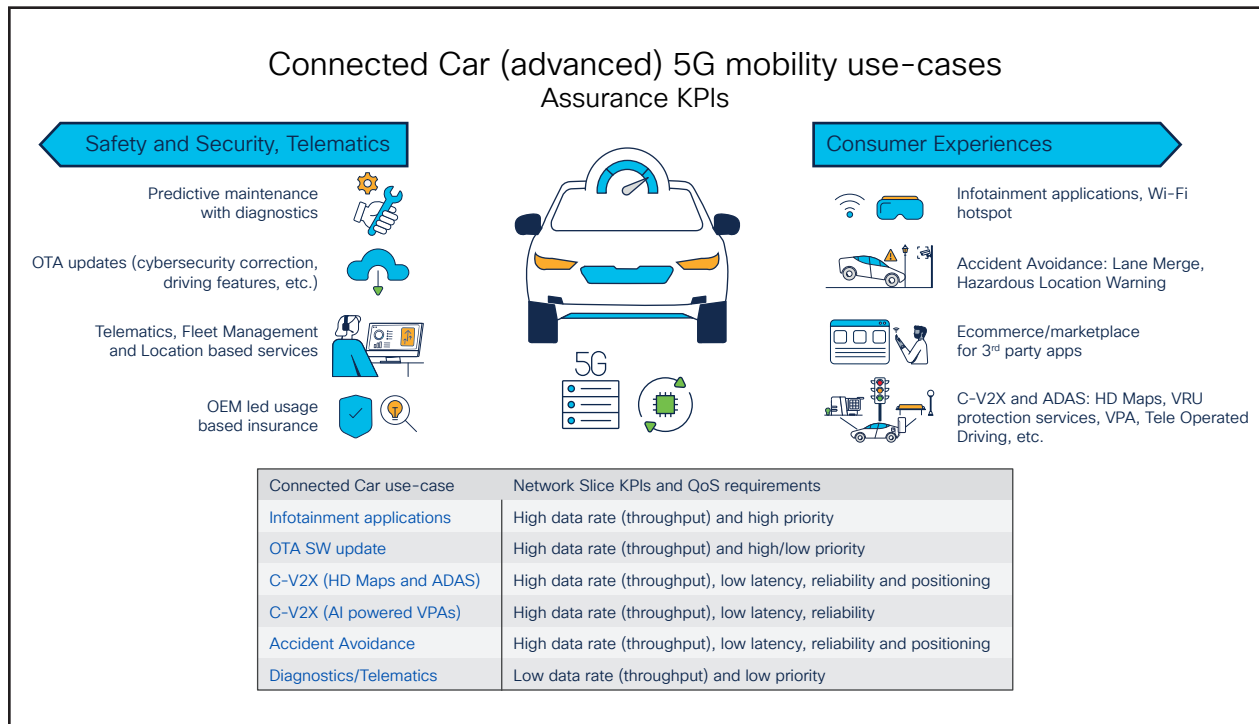 Connected Car (advanced) 5G mobility use-cases
Assurance KPIs
Safety and Security, Telematics
Predictive maintenance
with diagnostics
OTA updates (cybersecurity correction,
driving features, etc.)
Telematics, Fleet Management
and Location based services
OEM led usage
based insurance
5G
Consumer Experiences
Infotainment applications, Wi-Fi
hotspot
Accident Avoidance: Lane Merge,
Hazardous Location Warning
Ecommerce/marketplace
for 3rd party apps
C-V2X and ADAS: HD Maps, VRU
protection services, VPA, Tele Operated
Driving, etc.
Connected Car use-case Network Slice KPIs and QoS requirements
Infotainment applications High data rate (throughput) and high priority
OTA SW update High data rate (throughput) and high/low priority
C-V2X (HD Maps and ADAS) High data rate (throughput), low latency, reliability and positioning
C-V2X (AI powered VPAs) High data rate (throughput), low latency, reliability
Accident Avoidance High data rate (throughput), low latency, reliability and positioning
Diagnostics/Telematics Low data rate (throughput) and low priority